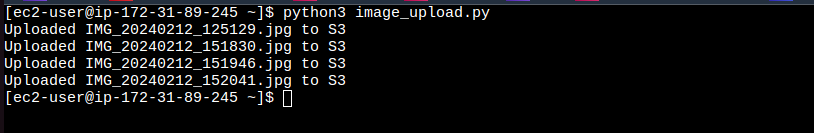 [ec2-user@ip-172-31-89-245 ~]$ python3 image_upload.py
Uploaded IMG_20240212_125129.jpg to S3
Uploaded IMG_20240212_151830.jpg to S3
Uploaded IMG_20240212_151946.jpg to S3
Uploaded IMG_20240212_152041.jpg to S3
[ec2-user@ip-172-31-89-245 ~]$